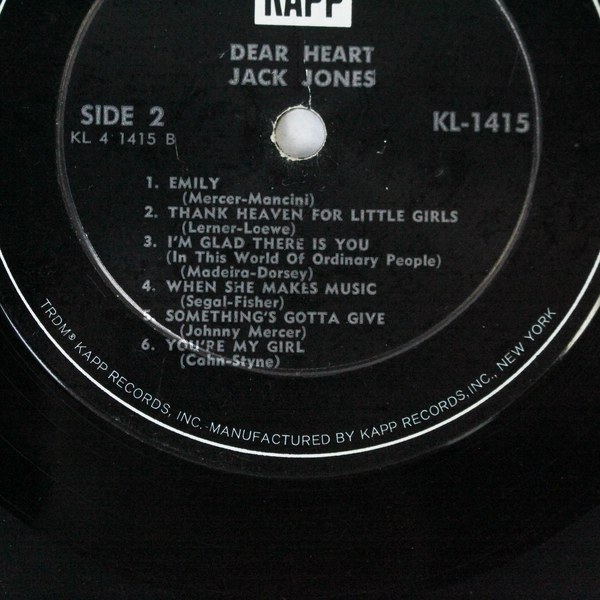 KAPP
DEAR HEART
JACK JONES
SIDE 2
KL 4 1415 B
KL-1415
1. EMILY
(Mercer-Mancini)
2. THANK HEAVEN FOR LITTLE GIRLS
(Lerner-Loewe)
3. I'M GLAD THERE IS YOU
(In This World Of Ordinary People)
(Madeira-Dorsey)
4. WHEN SHE MAKES MUSIC
(Segal-Fisher)
5. SOMETHING'S GOTTA GIVE
(Johnny Mercer)
6. YOU'RE MY GIRL
(Cahn-Styne)
TRDM® KAPP RECORDS, INC.-MANUFACTURED BY KAPP RECORDS, INC., NEW YORK